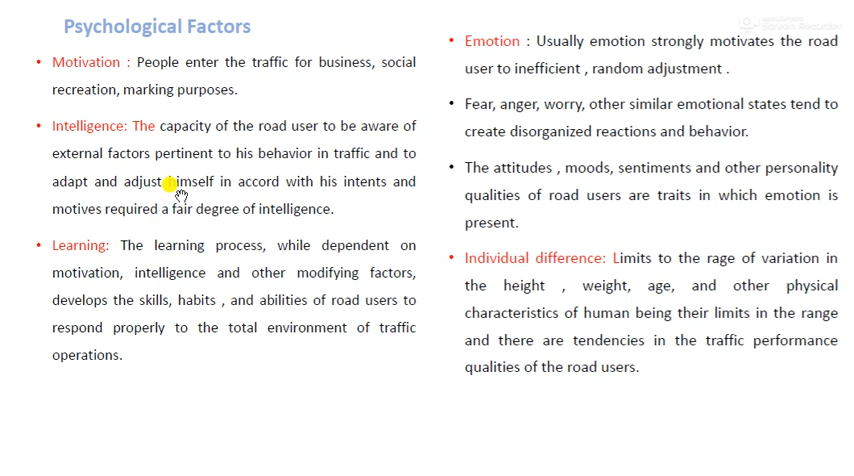 Psychological Factors
• Motivation : People enter the traffic for business, social
recreation, marking purposes.
• Intelligence: The capacity of the road user to be aware of
external factors pertinent to his behavior in traffic and to
adapt and adjust himself in accord with his intents and
motives required a fair degree of intelligence.
• Learning: The learning process, while dependent on
motivation, intelligence and other modifying factors,
develops the skills, habits , and abilities of road users to
respond properly to the total environment of traffic
operations.
• Emotion : Usually emotion strongly motivates the road
user to inefficient , random adjustment .
• Fear, anger, worry, other similar emotional states tend to
create disorganized reactions and behavior.
• The attitudes , moods, sentiments and other personality
qualities of road users are traits in which emotion is
present.
• Individual difference: Limits to the rage of variation in
the height , weight, age, and other physical
characteristics of human being their limits in the range
and there are tendencies in the traffic performance
qualities of the road users.